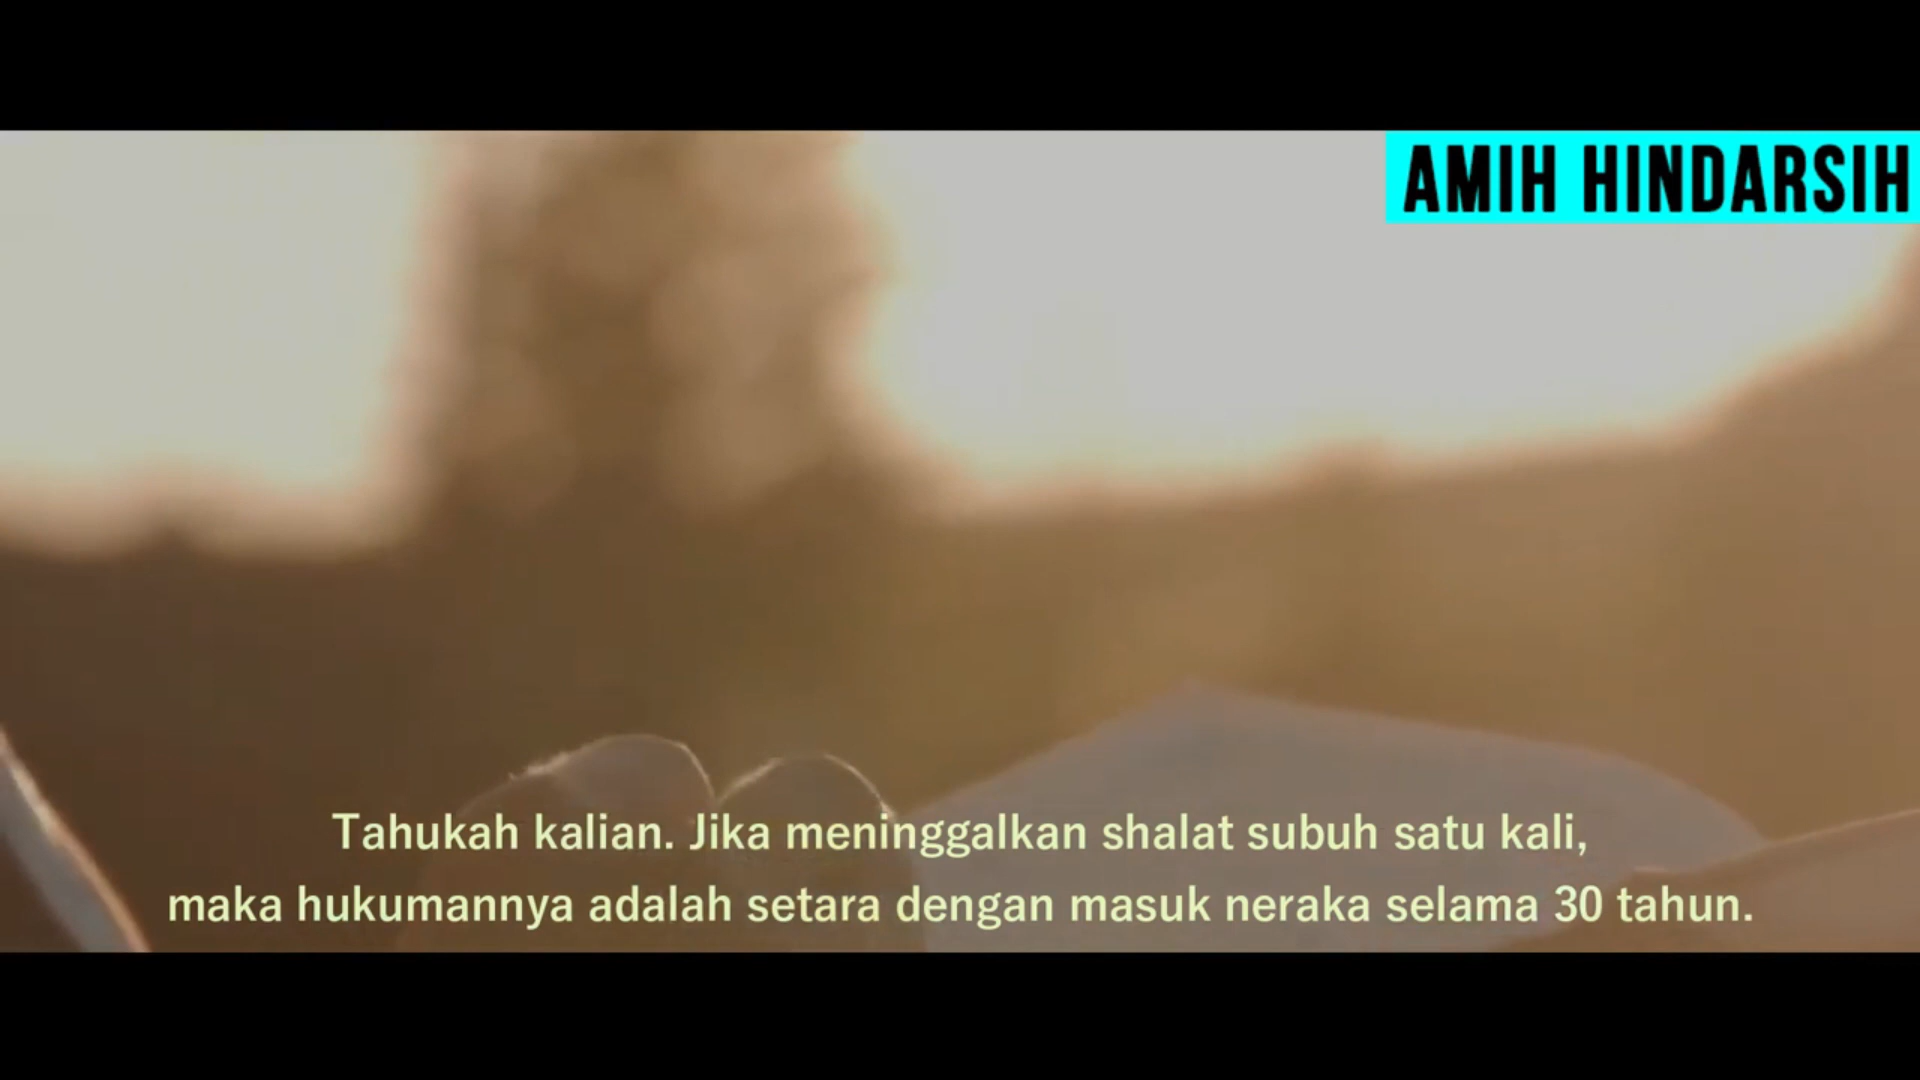 AMIH HINDARSIH
Tahukah kalian. Jika meninggalkan shalat subuh satu kali,
maka hukumannya adalah setara dengan masuk neraka selama 30 tahun.